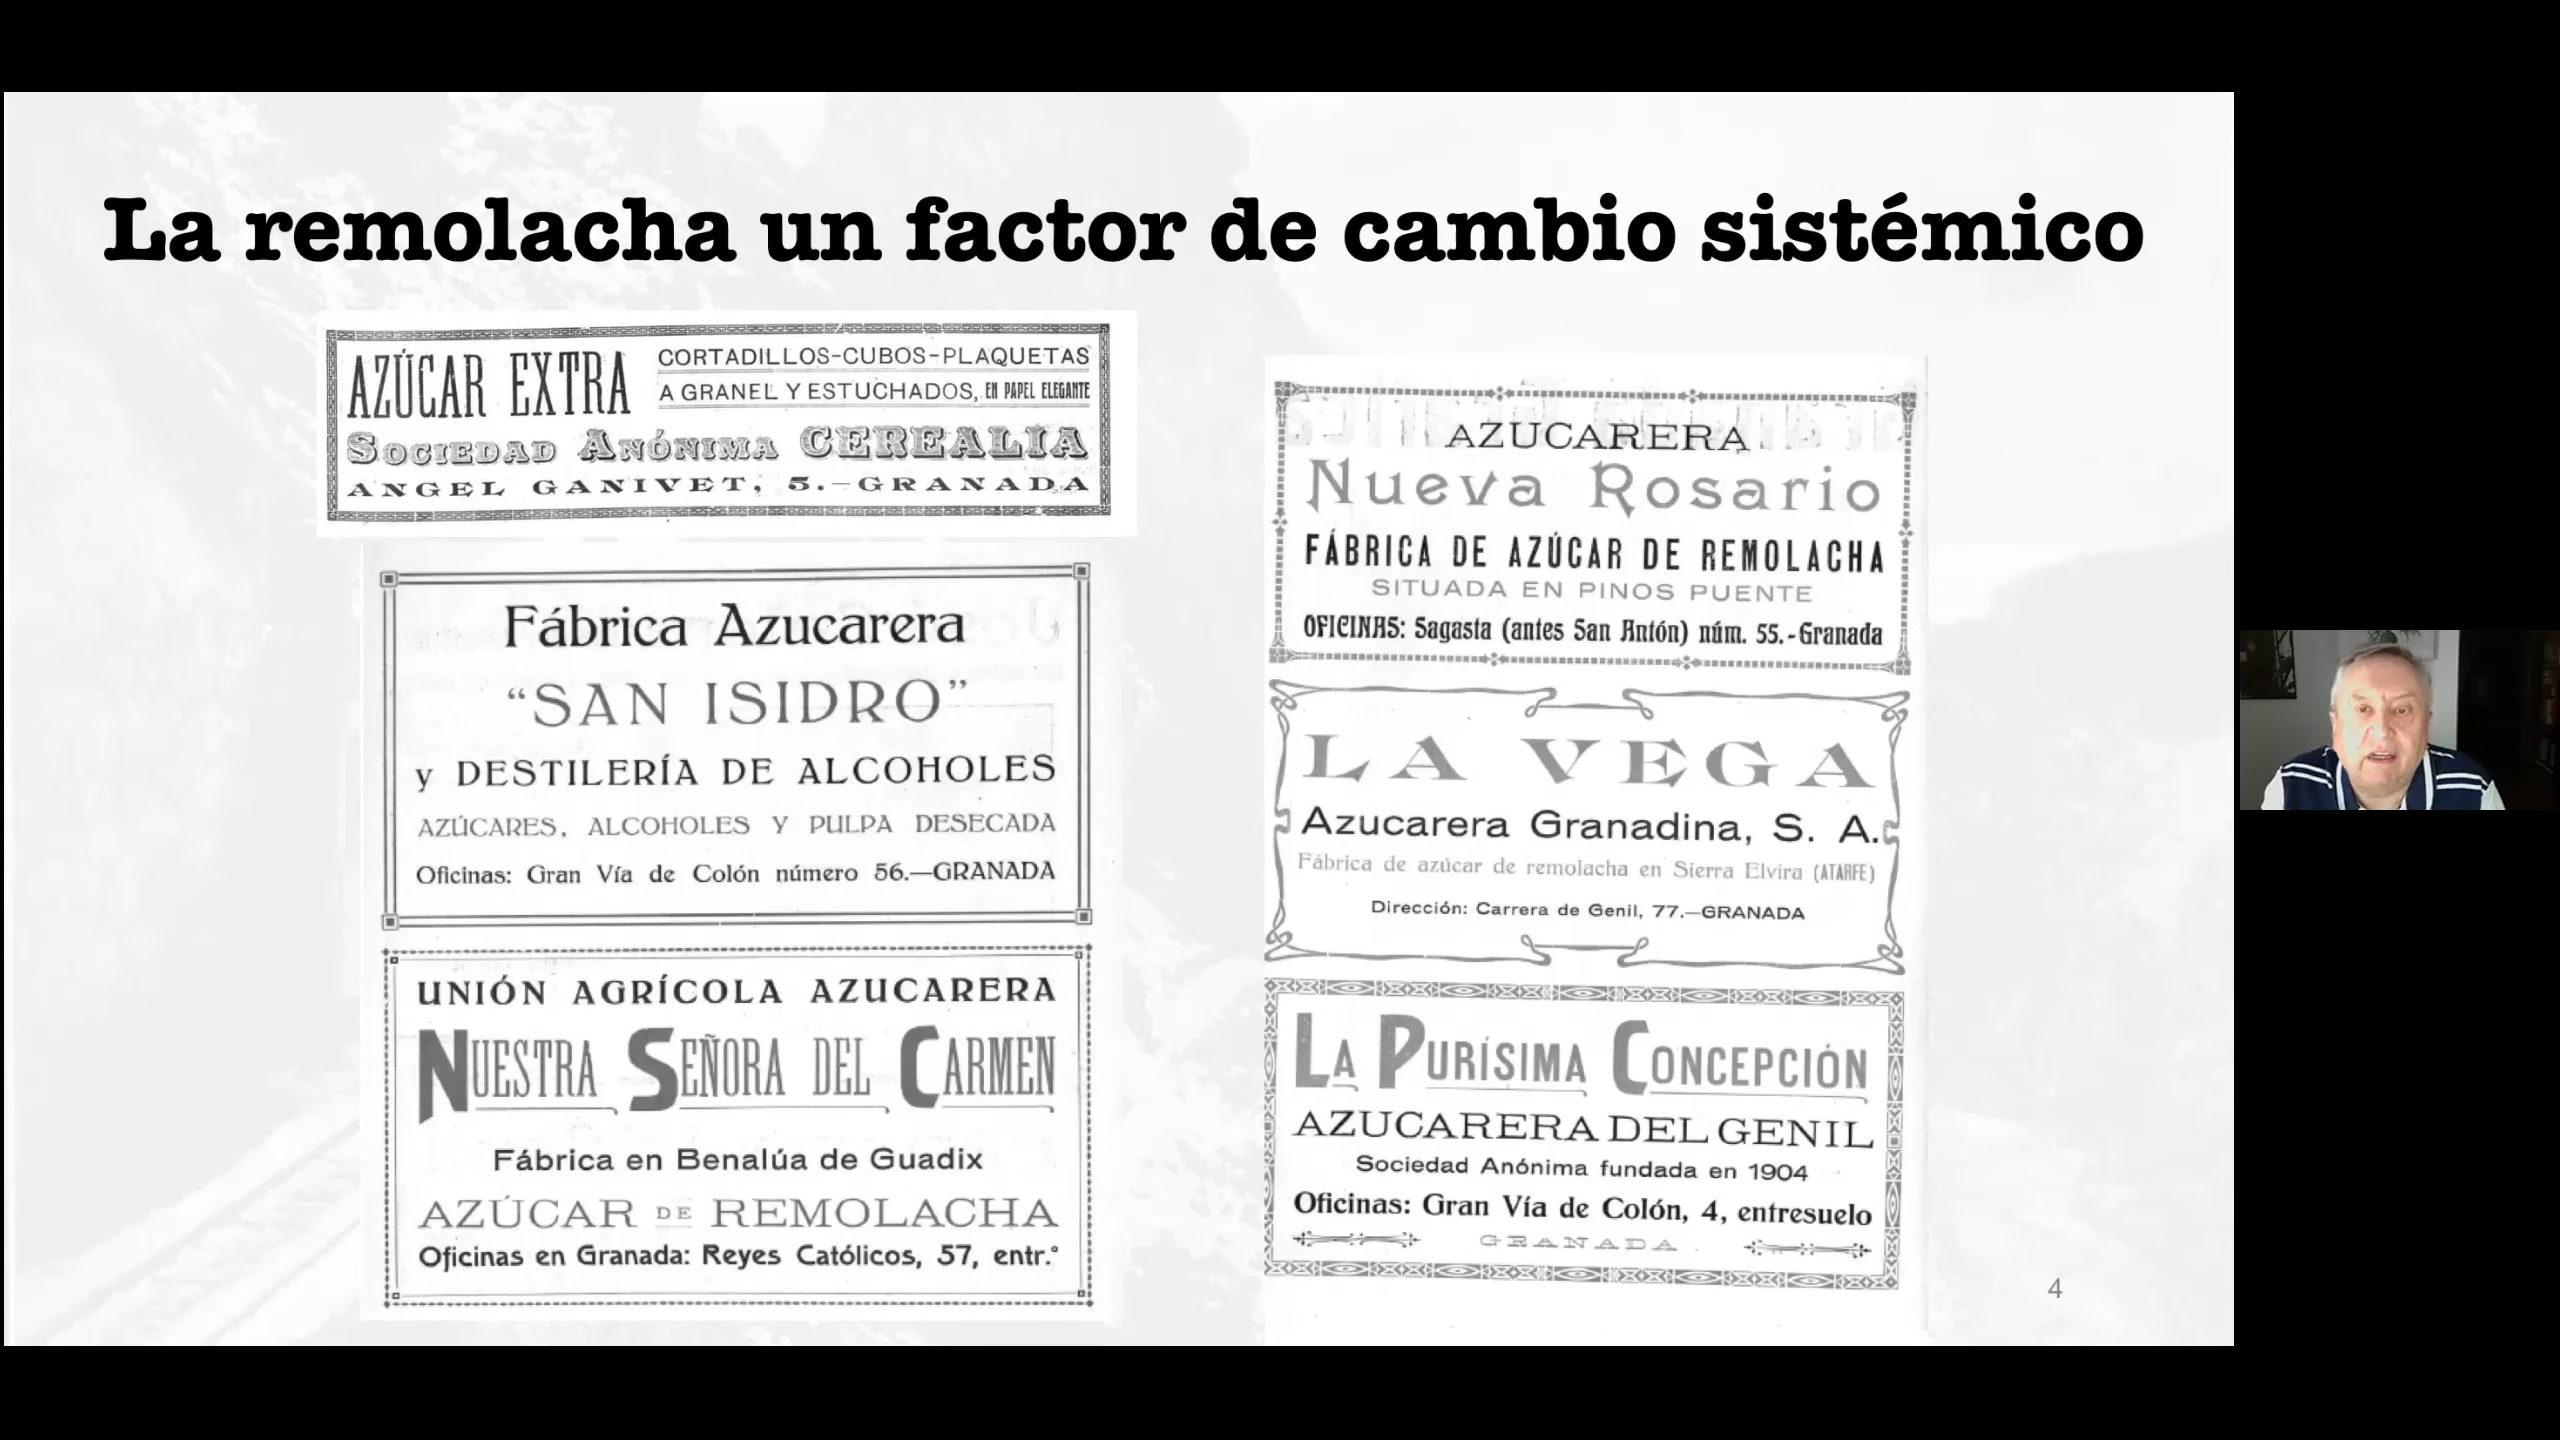 La remolacha un factor de cambio sistémico
AZÚCAR EXTRA
CORTADILLOS-CUBOS-PLAQUETAS
A GRANEL Y ESTUCHADOS, EN PAPEL ELEGANTE
SOCIEDAD ANÓNIMA CEREALIA
ANGEL GANIVET, 5.-GRANADA
Fábrica Azucarera
“SAN ISIDRO”
y DESTILERÍA DE ALCOHOLES
AZÚCARES, ALCOHOLES Y PULPA DESECADA
Oficinas: Gran Vía de Colón número 56.—GRANADA
UNIÓN AGRÍCOLA AZUCARERA
NUESTRA SEÑORA DEL CARMEN
Fábrica en Benalúa de Guadix
AZÚCAR DE REMOLACHA
Oficinas en Granada: Reyes Católicos, 57, entr.º
AZUCARERA
Nueva Rosario
FÁBRICA DE AZÚCAR DE REMOLACHA
SITUADA EN PINOS PUENTE
OFICINAS: Sagasta (antes San Antón) núm. 55.-Granada
LA VEGA
Azucarera Granadina, S. A.
Fábrica de azúcar de remolacha en Sierra Elvira (ATARFE)
Dirección: Carrera de Genil, 77.—GRANADA
LA PURÍSIMA CONCEPCIÓN
AZUCARERA DEL GENIL
Sociedad Anónima fundada en 1904
Oficinas: Gran Vía de Colón, 4, entresuelo
GRANADA
4